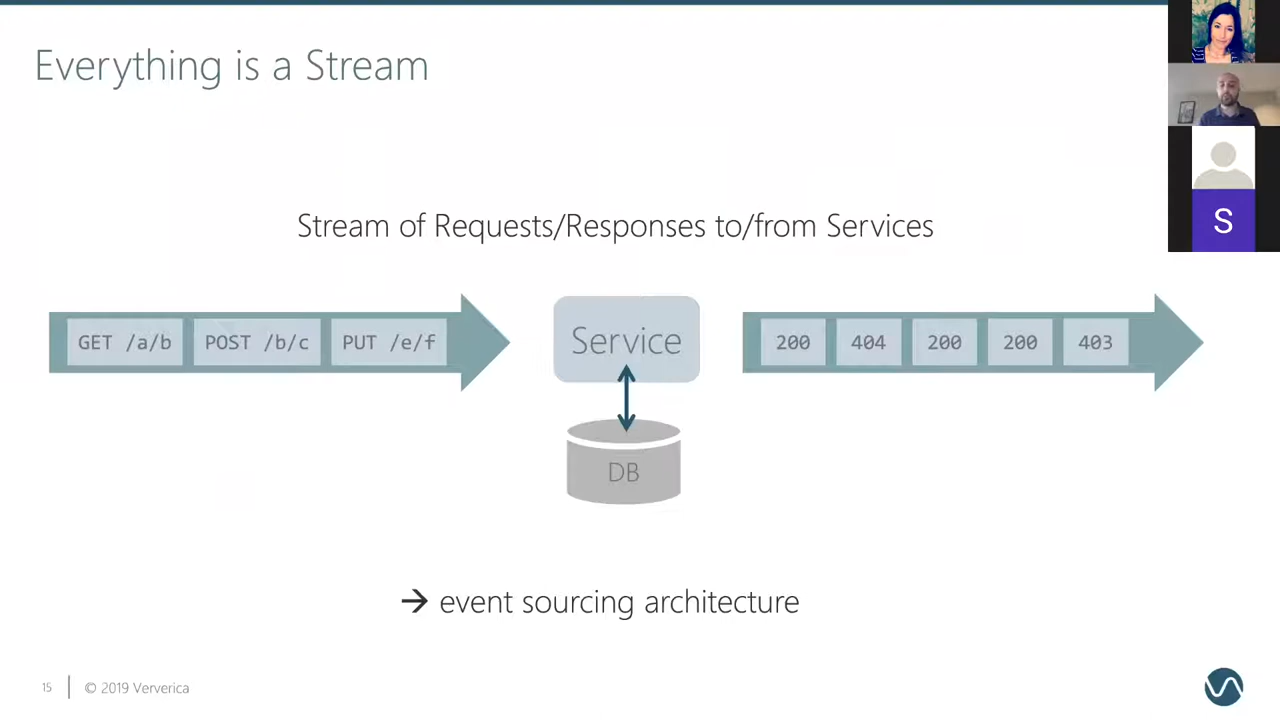 Everything is a Stream
S
Stream of Requests/Responses to/from Services
GET /a/b POST /b/c PUT /e/f
Service
200 404 200 200 403
DB
→ event sourcing architecture
15 | © 2019 Ververica